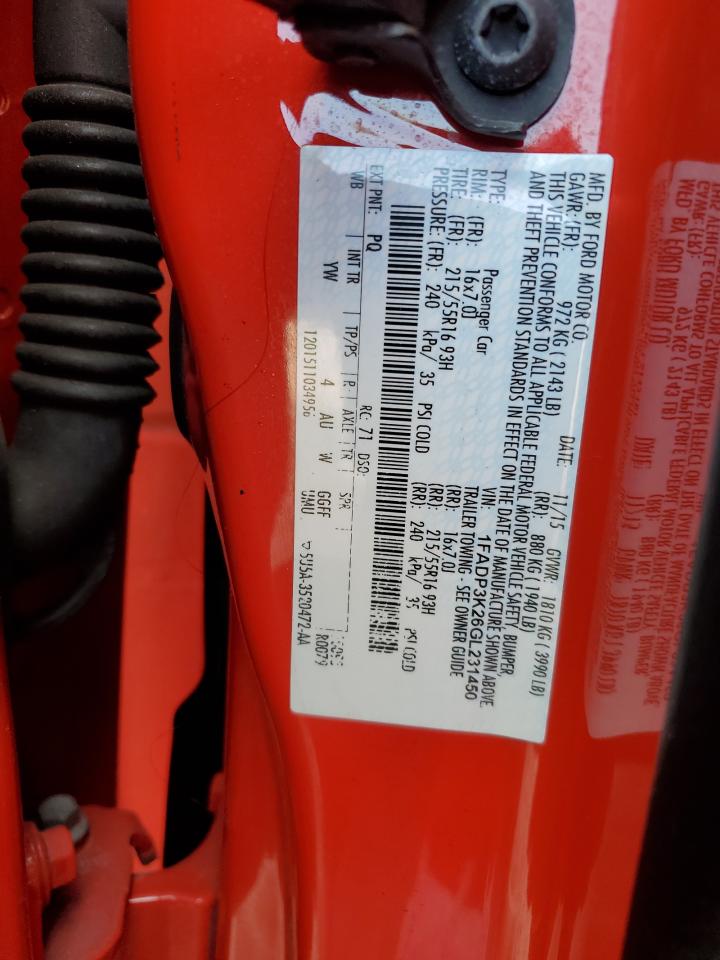 MFD. BY FORD MOTOR CO.
DATE: 11/15 GVWR: 1810 KG ( 3990 LB)
GAWR: (FR): 972 KG ( 2143 LB) (RR): 880 KG ( 1940 LB)
THIS VEHICLE CONFORMS TO ALL APPLICABLE FEDERAL MOTOR VEHICLE SAFETY, BUMPER,
AND THEFT PREVENTION STANDARDS IN EFFECT ON THE DATE OF MANUFACTURE SHOWN ABOVE.
VIN: 1FADP3K26GL231450
TYPE: Passenger Car TRAILER TOWING - SEE OWNER GUIDE
RIM: (FR): 16x7.0J (RR): 16x7.0J
TIRE: (FR): 215/55R16 93H (RR): 215/55R16 93H
PRESSURE: (FR): 240 kPa/ 35 PSI COLD (RR): 240 kPa/ 35 PSI COLD
EXT PNT: PQ RC: 71 DSO:
WB INT TR TP/PS R AXLE TR SPR
YW 4 AU W GGFF UMU R0079
1201511034956 5U5A-3520472-AA